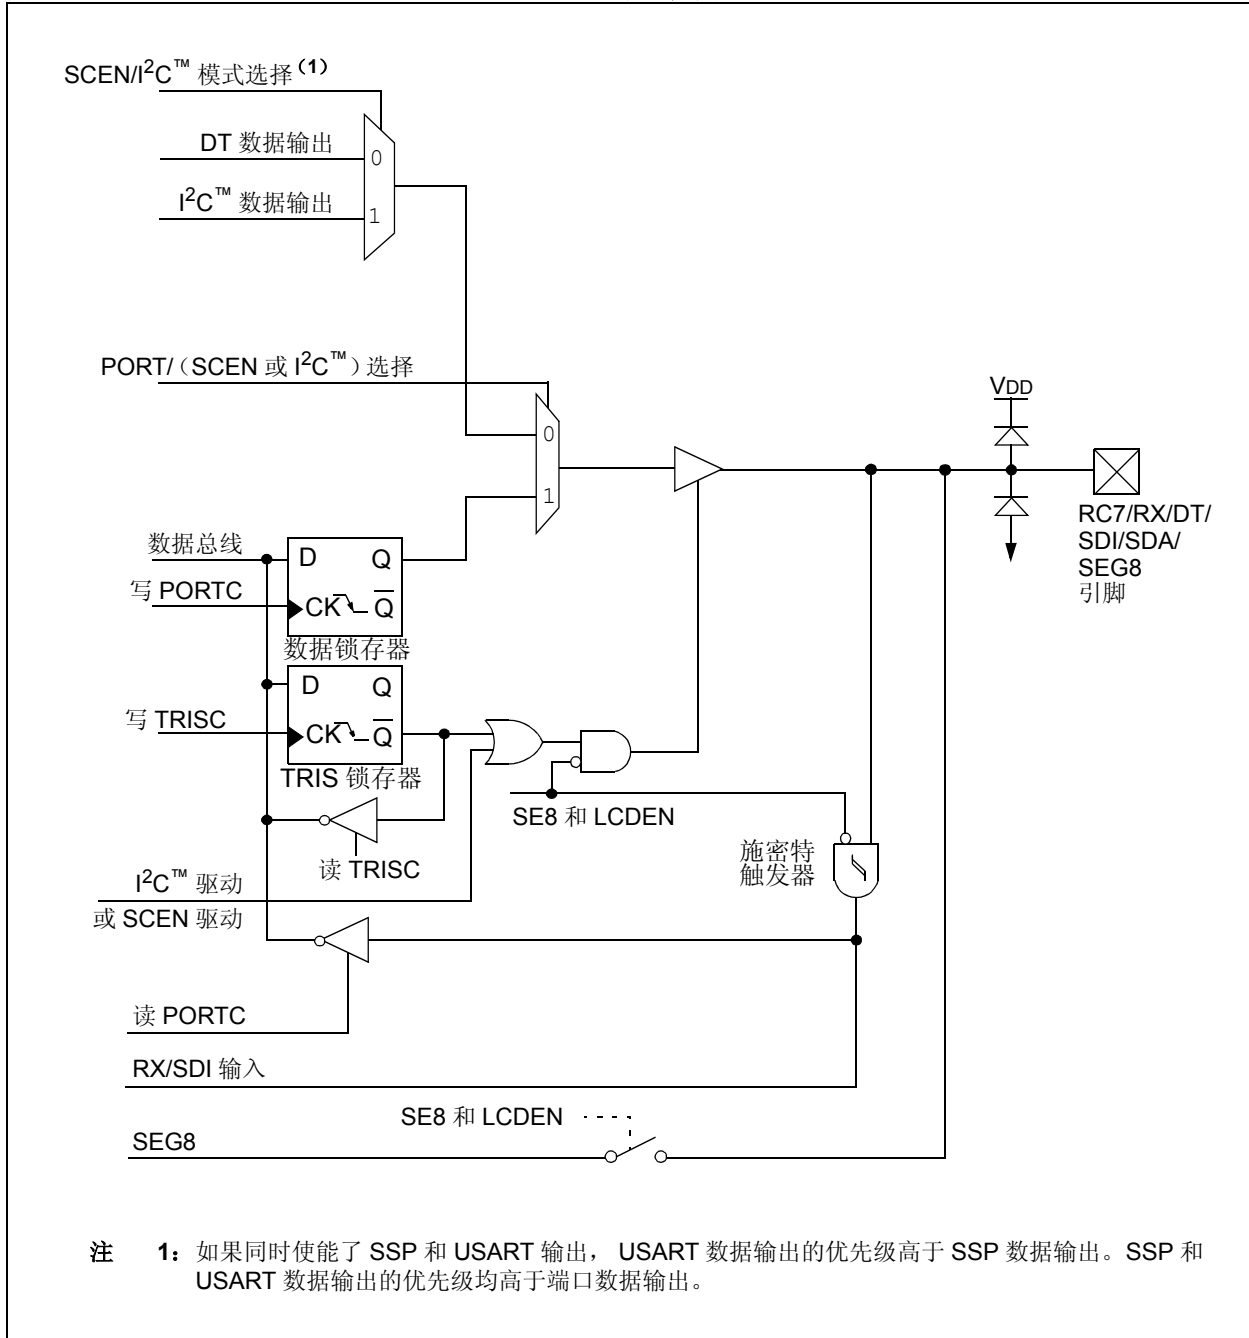 SCEN/I²C™ 模式选择(1)
DT 数据输出
0
I²C™ 数据输出
1
PORT/（SCEN 或 I²C™）选择
VDD
0
1
RC7/RX/DT/
SDI/SDA/
SEG8
引脚
数据总线
D Q
写 PORTC
CK Q̅
数据锁存器
D Q
写 TRISC
CK Q̅
TRIS 锁存器
SE8 和 LCDEN
读 TRISC
施密特
触发器
I²C™ 驱动
或 SCEN 驱动
读 PORTC
RX/SDI 输入
SE8 和 LCDEN
SEG8
注 1：如果同时使能了 SSP 和 USART 输出， USART 数据输出的优先级高于 SSP 数据输出。SSP 和
USART 数据输出的优先级均高于端口数据输出。